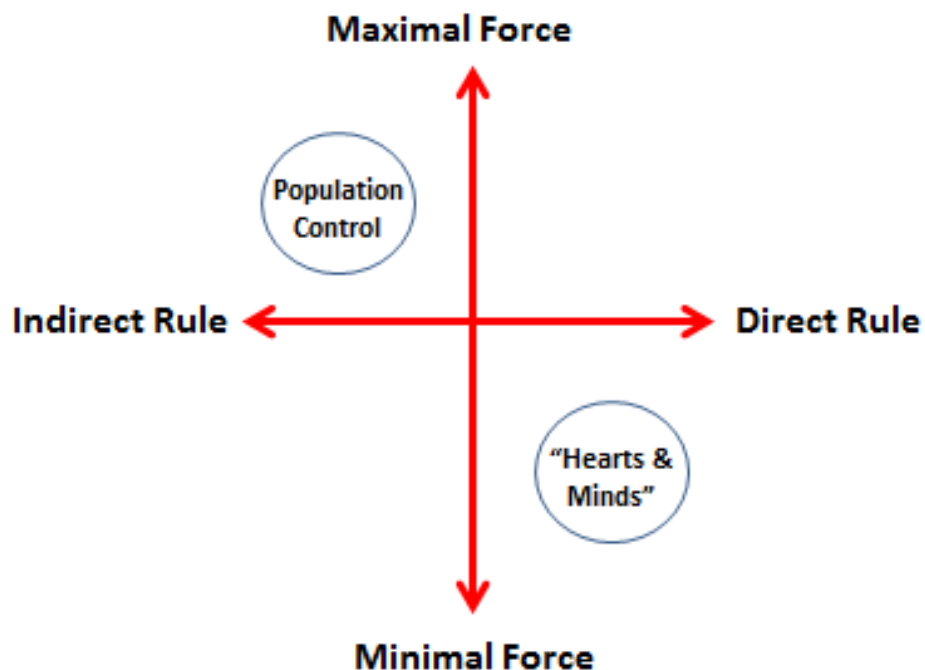 Maximal Force
Population
Control
Indirect Rule
Direct Rule
“Hearts &
Minds”
Minimal Force